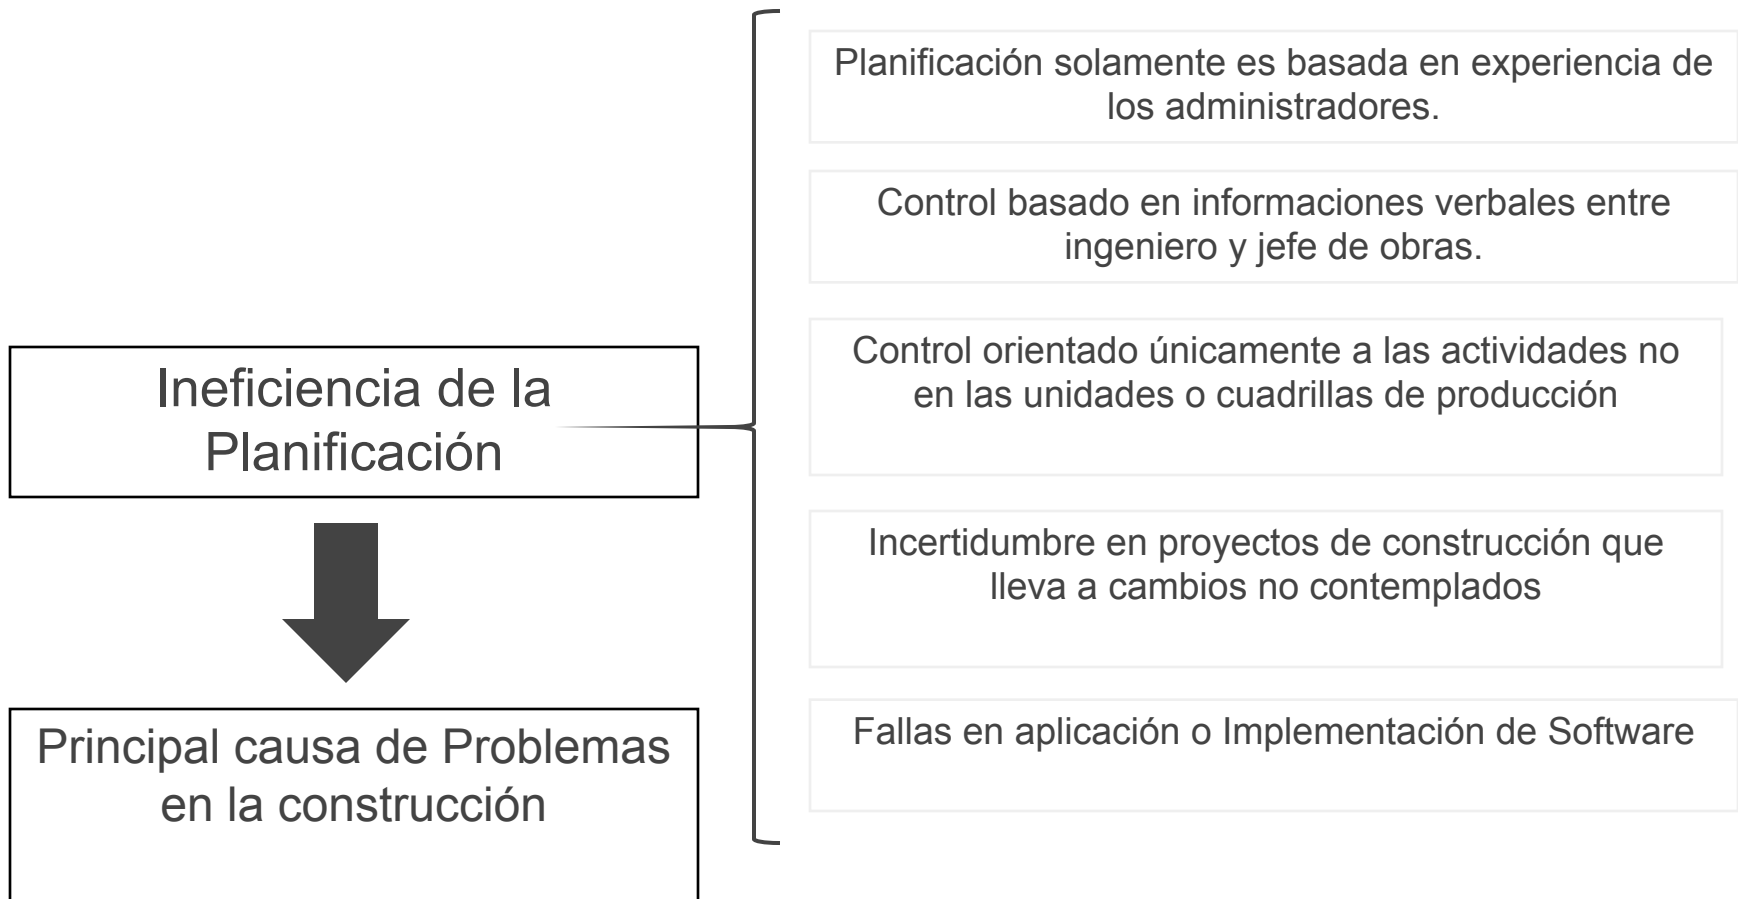 Ineficiencia de la
Planificación
Principal causa de Problemas
en la construcción
Planificación solamente es basada en experiencia de
los administradores.
Control basado en informaciones verbales entre
ingeniero y jefe de obras.
Control orientado únicamente a las actividades no
en las unidades o cuadrillas de producción
Incertidumbre en proyectos de construcción que
lleva a cambios no contemplados
Fallas en aplicación o Implementación de Software